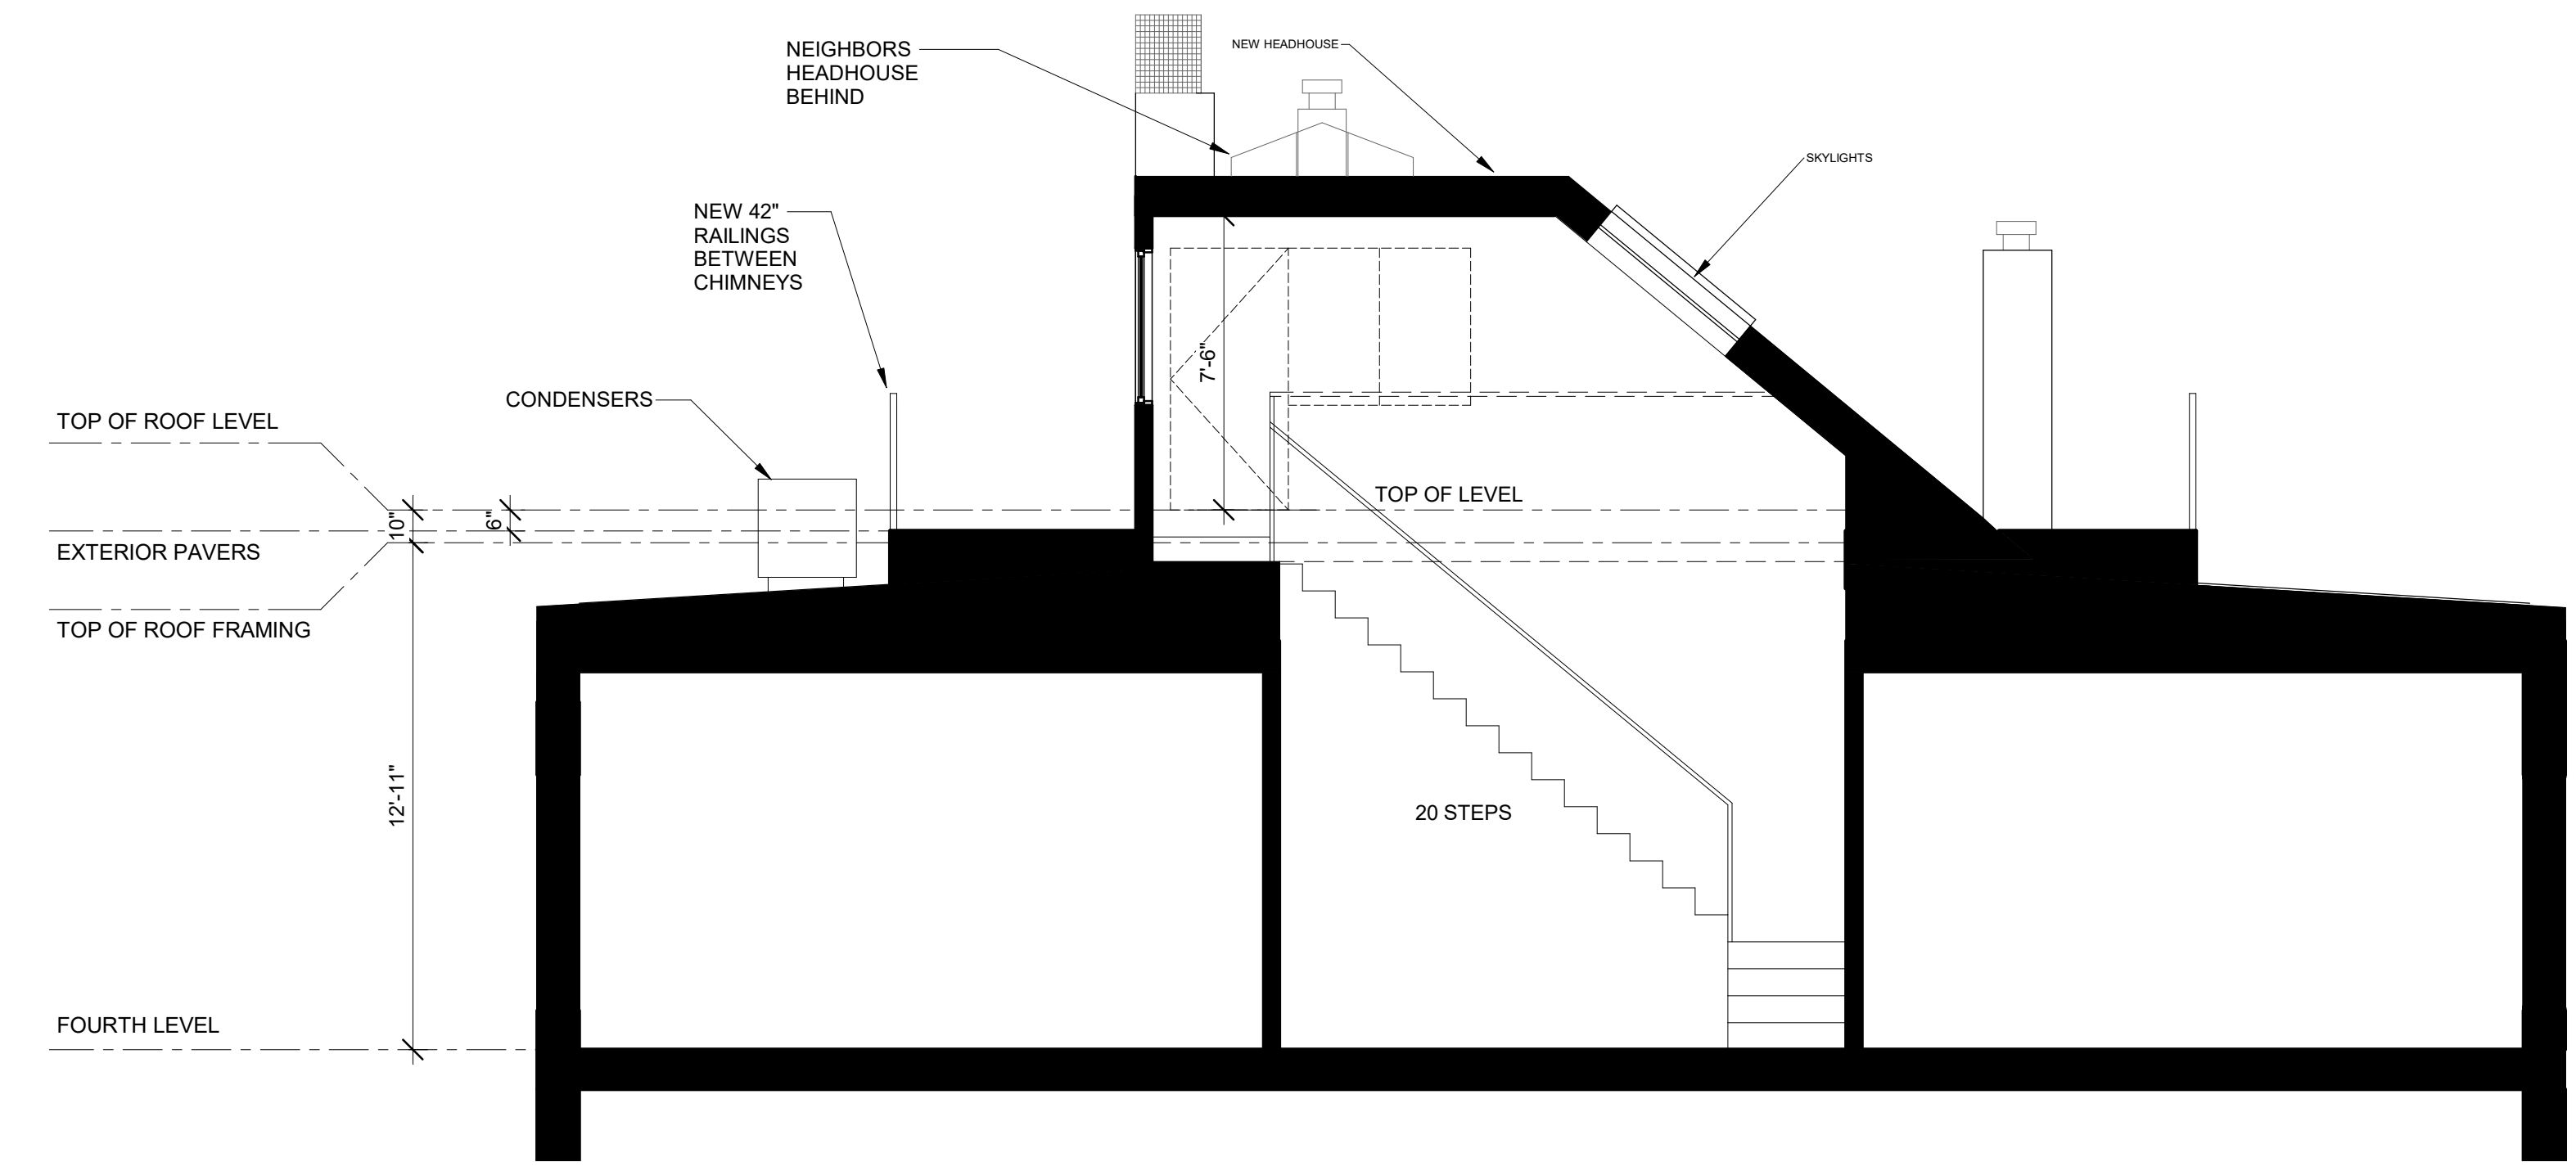 NEIGHBORS
HEADHOUSE
BEHIND
NEW HEADHOUSE
SKYLIGHTS
NEW 42"
RAILINGS
BETWEEN
CHIMNEYS
CONDENSERS
7'-6"
TOP OF ROOF LEVEL
TOP OF LEVEL
10"
6"
EXTERIOR PAVERS
TOP OF ROOF FRAMING
12'-11"
20 STEPS
FOURTH LEVEL